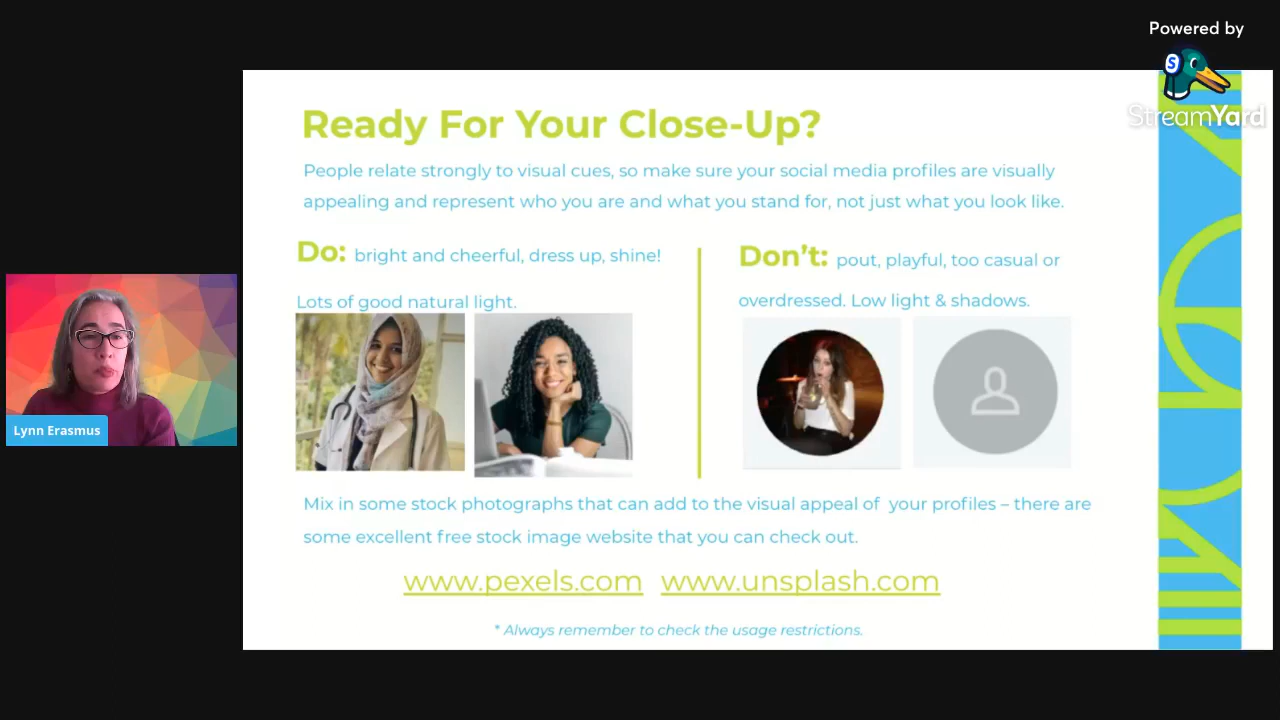 Powered by
S
StreamYard
Ready For Your Close-Up?
People relate strongly to visual cues, so make sure your social media profiles are visually
appealing and represent who you are and what you stand for, not just what you look like.
Do: bright and cheerful, dress up, shine!
Lots of good natural light.
Don't: pout, playful, too casual or
overdressed. Low light & shadows.
Lynn Erasmus
Mix in some stock photographs that can add to the visual appeal of  your profiles – there are
some excellent free stock image website that you can check out.
www.pexels.com www.unsplash.com
* Always remember to check the usage restrictions.